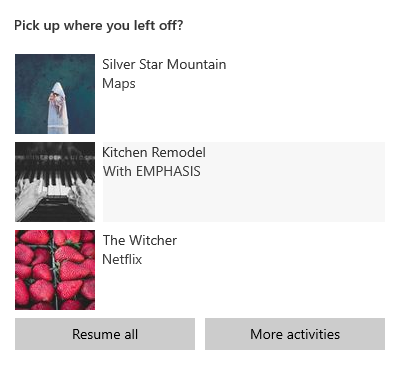 Pick up where you left off?
Silver Star Mountain
Maps
Kitchen Remodel
With EMPHASIS
The Witcher
Netflix
Resume all
More activities